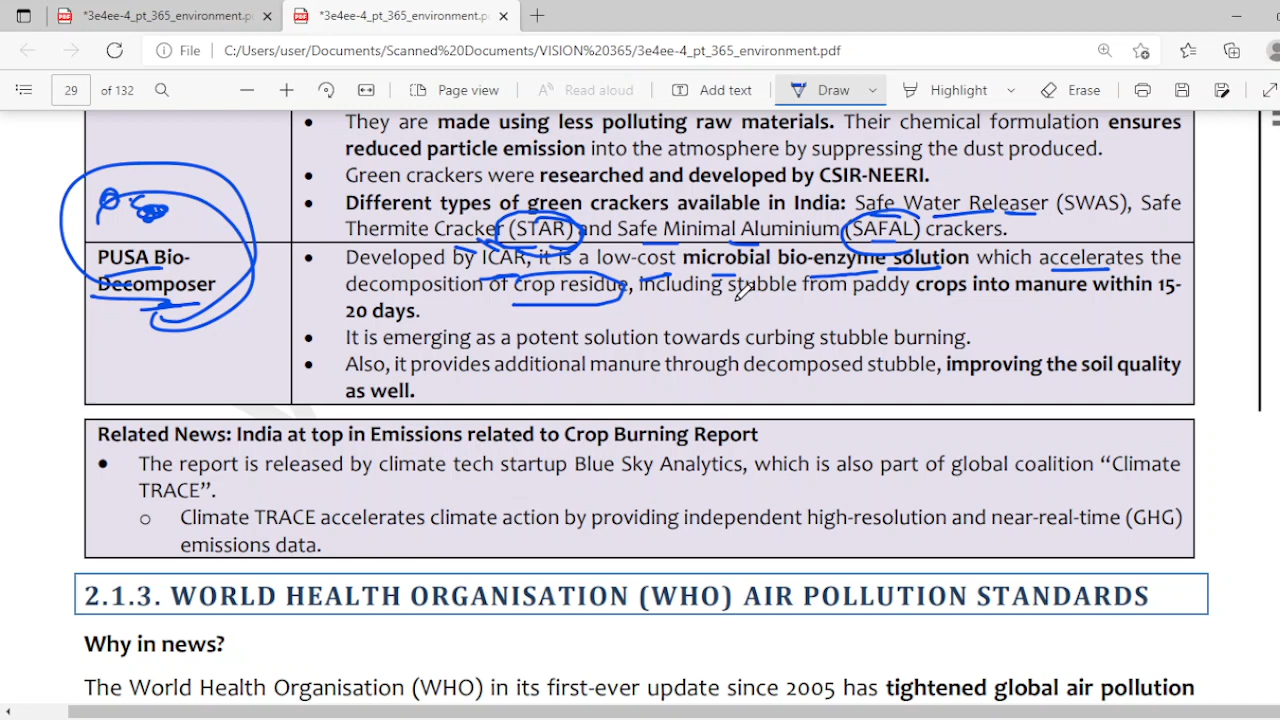 *3e4ee-4_pt_365_environment.p
*3e4ee-4_pt_365_environment.p
File
C:/Users/user/Documents/Scanned%20Documents/VISION%20365/3e4ee-4_pt_365_environment.pdf
29 of 132
Page view
Read aloud
Add text
Draw
Highlight
Erase
• They are made using less polluting raw materials. Their chemical formulation ensures
reduced particle emission into the atmosphere by suppressing the dust produced.
• Green crackers were researched and developed by CSIR-NEERI.
• Different types of green crackers available in India: Safe Water Releaser (SWAS), Safe
Thermite Cracker (STAR) and Safe Minimal Aluminium (SAFAL) crackers.
PUSA Bio-
Decomposer
• Developed by ICAR, it is a low-cost microbial bio-enzyme solution which accelerates the
decomposition of crop residue, including stubble from paddy crops into manure within 15-
20 days.
• It is emerging as a potent solution towards curbing stubble burning.
• Also, it provides additional manure through decomposed stubble, improving the soil quality
as well.
Related News: India at top in Emissions related to Crop Burning Report
• The report is released by climate tech startup Blue Sky Analytics, which is also part of global coalition “Climate
TRACE”.
o Climate TRACE accelerates climate action by providing independent high-resolution and near-real-time (GHG)
emissions data.
2.1.3. WORLD HEALTH ORGANISATION (WHO) AIR POLLUTION STANDARDS
Why in news?
The World Health Organisation (WHO) in its first-ever update since 2005 has tightened global air pollution